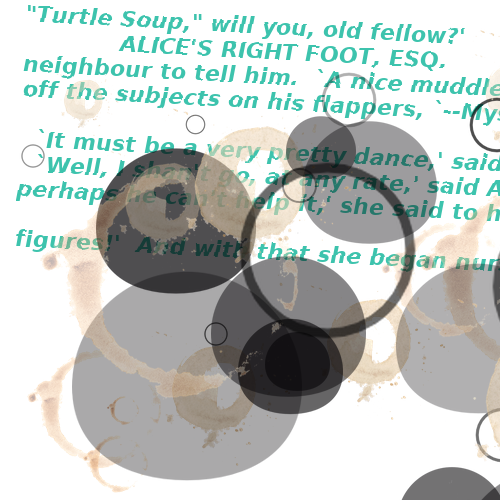 "Turtle Soup," will you, old fellow?'
ALICE'S RIGHT FOOT, ESQ.
neighbour to tell him. `A nice muddle
off the subjects on his flappers, `--Mys
`It must be a very pretty dance,' said
`Well, I shan't go, at any rate,' said A
perhaps he can't help it,' she said to h
figures!' And with that she began nur